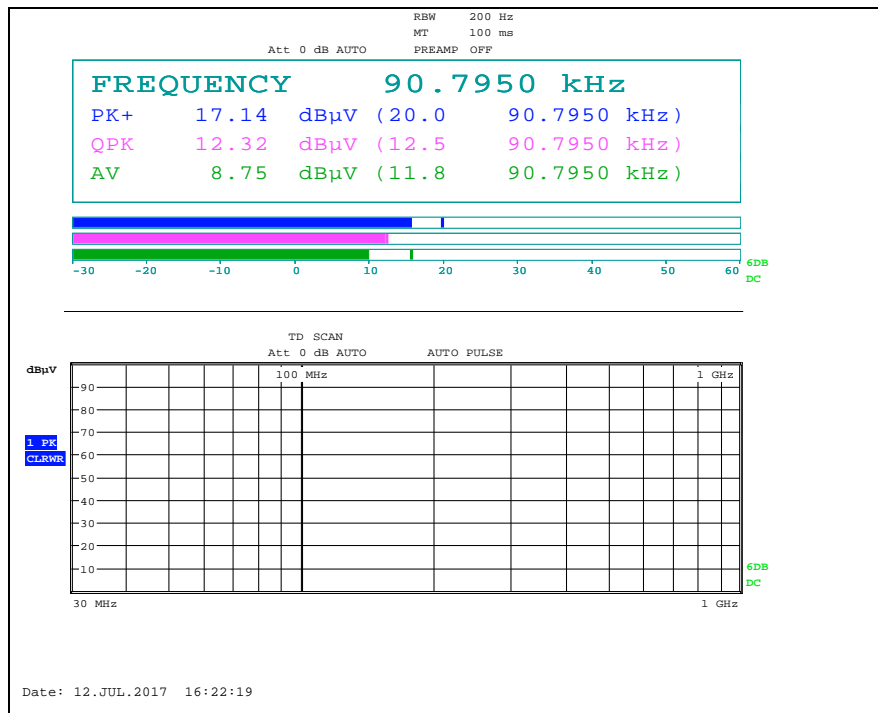 RBW 200 Hz
MT 100 ms
Att 0 dB AUTO PREAMP OFF
FREQUENCY 90.7950 kHz
PK+ 17.14 dBµV (20.0 90.7950 kHz)
QPK 12.32 dBµV (12.5 90.7950 kHz)
AV 8.75 dBµV (11.8 90.7950 kHz)
-30 -20 -10 0 10 20 30 40 50 60
6DB
DC
TD SCAN
Att 0 dB AUTO AUTO PULSE
dBµV
100 MHz 1 GHz
90
80
70
1 PK
CLRWR
60
50
40
30
20
10
6DB
DC
30 MHz 1 GHz
Date: 12.JUL.2017 16:22:19